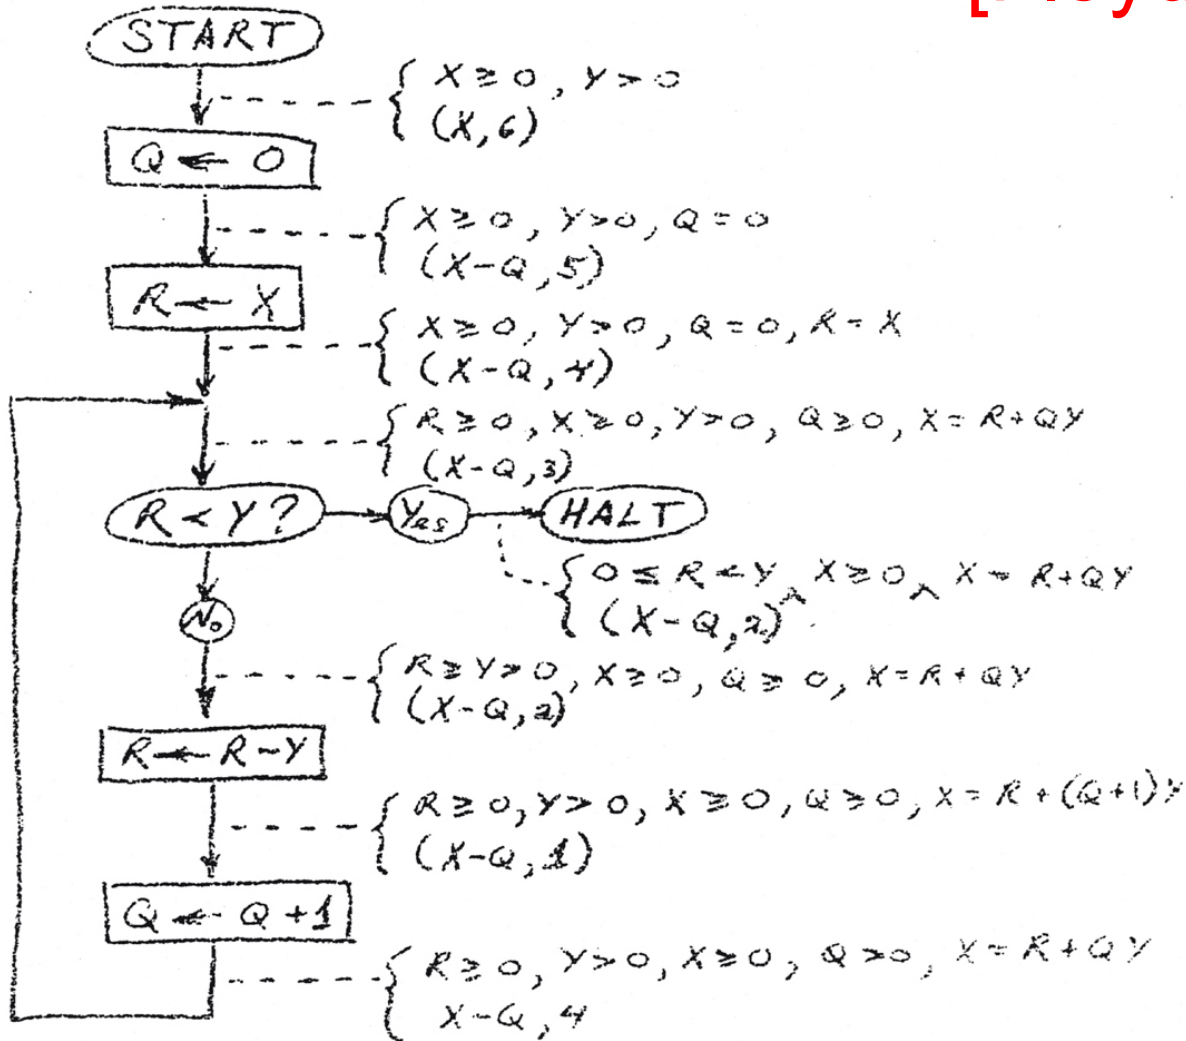 START
X ≥ 0, Y > 0
(X, 6)
Q ← 0
X ≥ 0, Y > 0, Q = 0
(X-Q, 5)
R ← X
X ≥ 0, Y > 0, Q = 0, R = X
(X-Q, 4)
R ≥ 0, X ≥ 0, Y > 0, Q ≥ 0, X = R + QY
(X-Q, 3)
R < Y?
Yes
HALT
0 ≤ R < Y ^ X ≥ 0 ^ X = R + QY
(X-Q, 2)
No
R ≥ Y > 0, X ≥ 0, Q ≥ 0, X = R + QY
(X-Q, 2)
R ← R - Y
R ≥ 0, Y > 0, X ≥ 0, Q ≥ 0, X = R + (Q+1)Y
(X-Q, 1)
Q ← Q + 1
R ≥ 0, Y > 0, X ≥ 0, Q > 0, X = R + QY
X-Q, 4